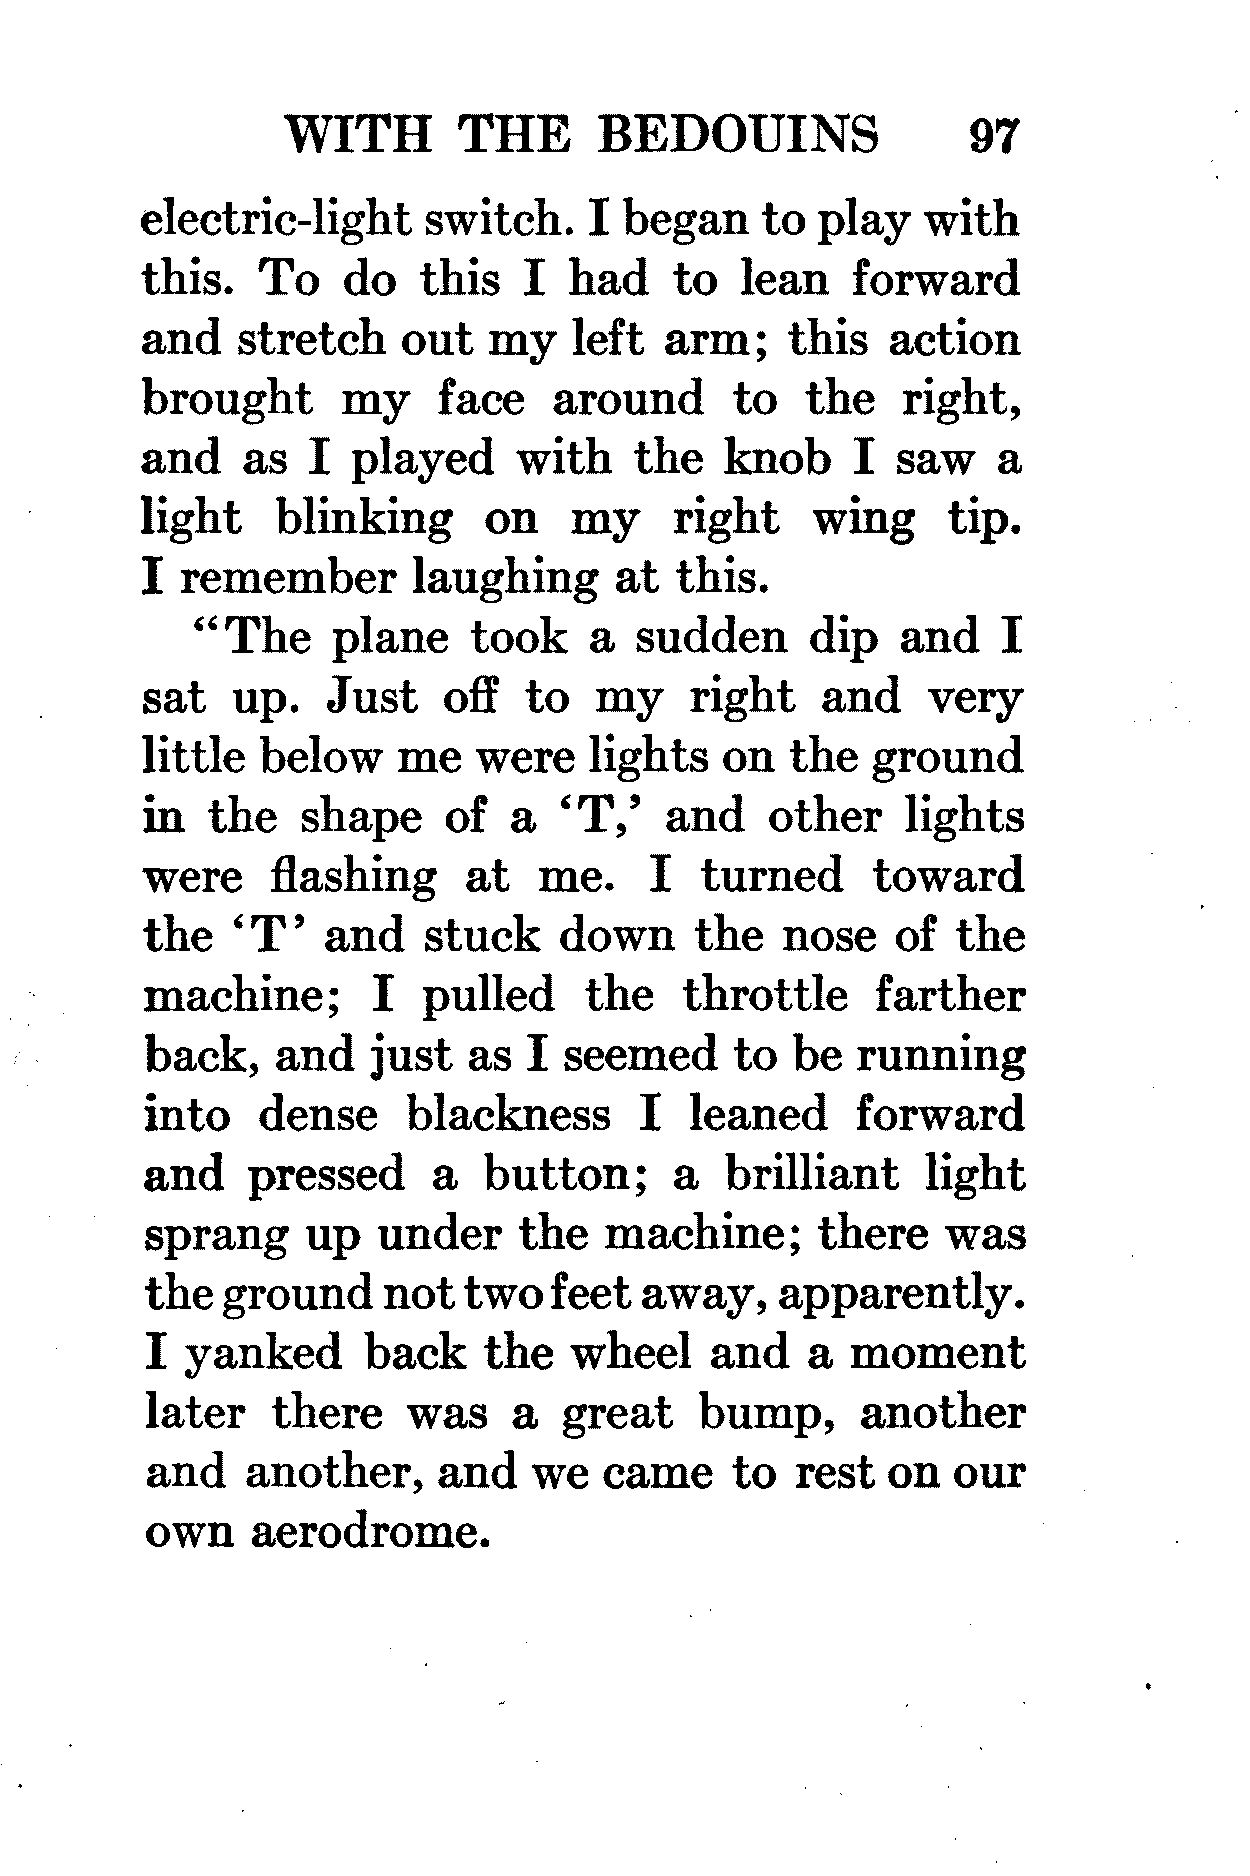 WITH THE BEDOUINS 97
electric-light switch. I began to play with
this. To do this I had to lean forward
and stretch out my left arm; this action
brought my face around to the right,
and as I played with the knob I saw a
light blinking on my right wing tip.
I remember laughing at this.
“The plane took a sudden dip and I
sat up. Just off to my right and very
little below me were lights on the ground
in the shape of a ‘T,’ and other lights
were flashing at me. I turned toward
the ‘T’ and stuck down the nose of the
machine; I pulled the throttle farther
back, and just as I seemed to be running
into dense blackness I leaned forward
and pressed a button; a brilliant light
sprang up under the machine; there was
the ground not two feet away, apparently.
I yanked back the wheel and a moment
later there was a great bump, another
and another, and we came to rest on our
own aerodrome.